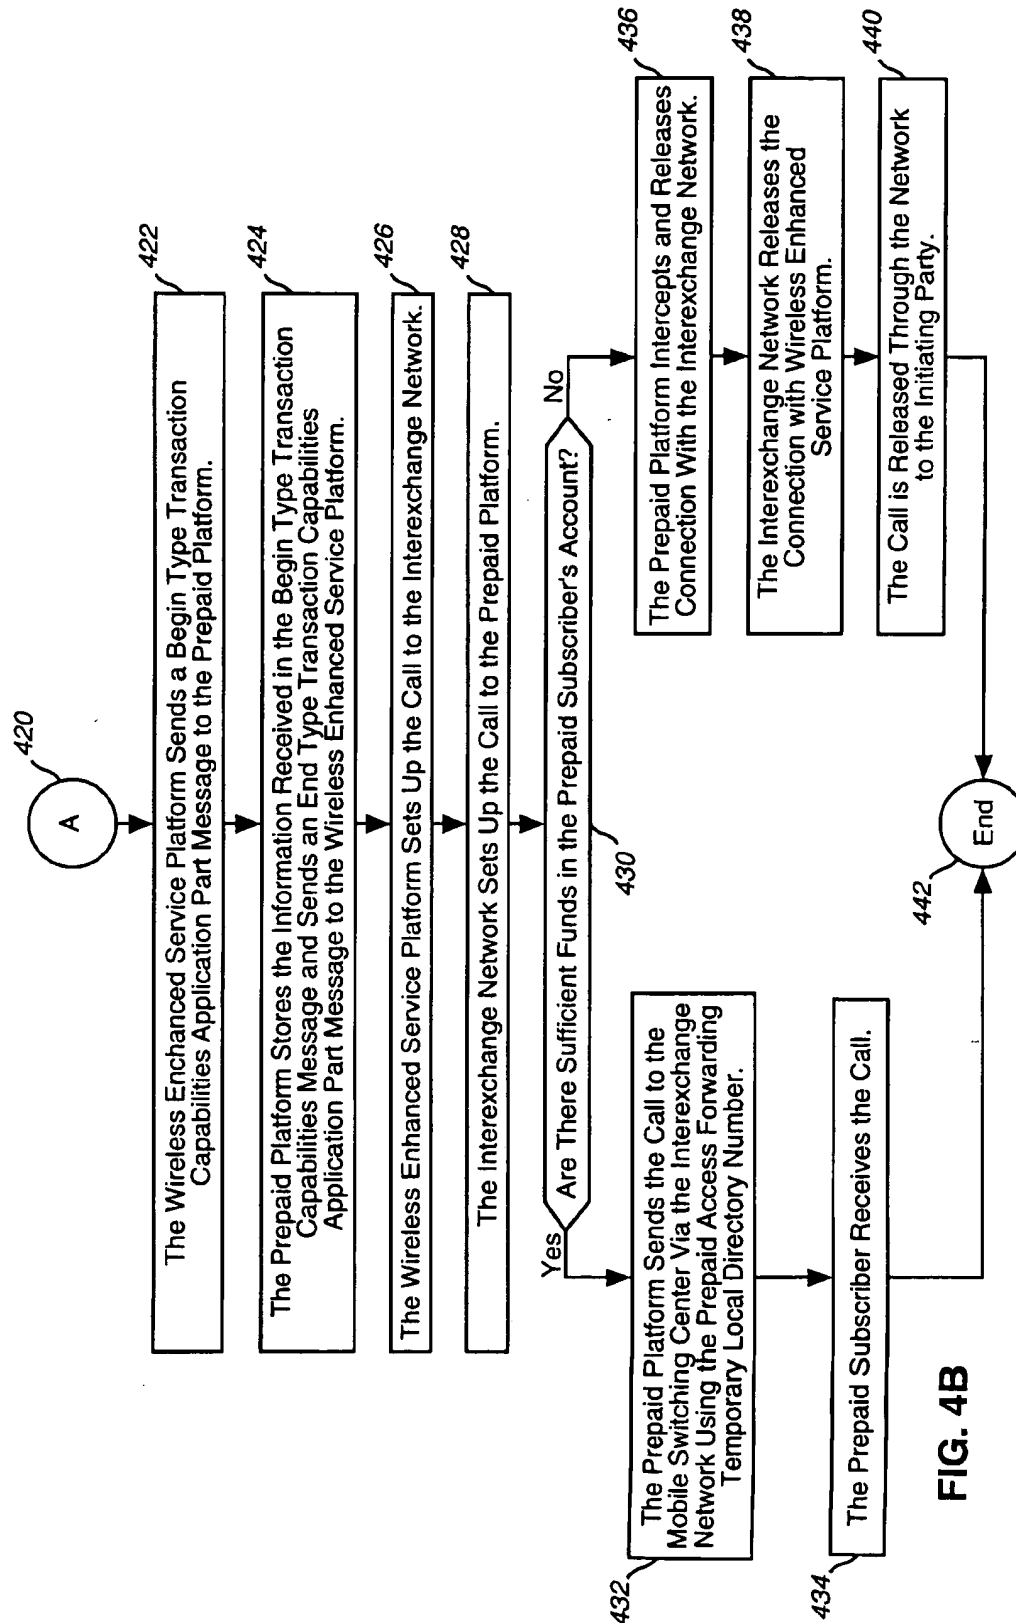 420
A
The Wireless Enchanced Service Platform Sends a Begin Type Transaction
Capabilities Application Part Message to the Prepaid Platform.
422
The Prepaid Platform Stores the Information Received in the Begin Type Transaction
Capabilities Message and Sends an End Type Transaction Capabilities
Application Part Message to the Wireless Enhanced Service Platform.
424
The Wireless Enhanced Service Platform Sets Up the Call to the Interexchange Network.
426
The Interexchange Network Sets Up the Call to the Prepaid Platform.
428
Yes
Are There Sufficient Funds in the Prepaid Subscriber's Account?
No
430
The Prepaid Platform Sends the Call to the
Mobile Switching Center Via the Interexchange
Network Using the Prepaid Access Forwarding
Temporary Local Directory Number.
432
The Prepaid Subscriber Receives the Call.
434
The Prepaid Platform Intercepts and Releases
Connection With the Interexchange Network.
436
The Interexchange Network Releases the
Connection with Wireless Enhanced
Service Platform.
438
The Call is Released Through the Network
to the Initiating Party.
440
442
End
FIG. 4B